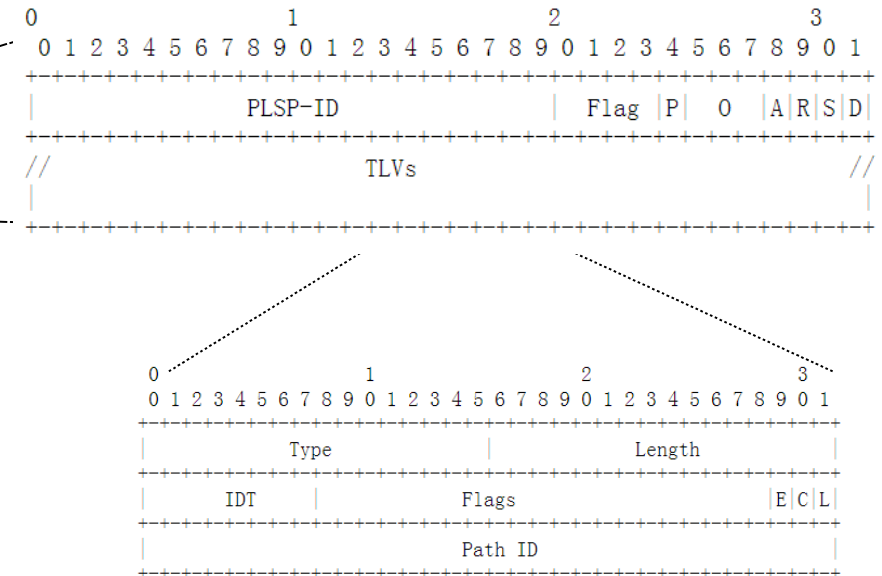 0                   1                   2                   3
0 1 2 3 4 5 6 7 8 9 0 1 2 3 4 5 6 7 8 9 0 1 2 3 4 5 6 7 8 9 0 1
+-+-+-+-+-+-+-+-+-+-+-+-+-+-+-+-+-+-+-+-+-+-+-+-+-+-+-+-+-+-+-+-+
| PLSP-ID | Flag |P| O |A|R|S|D|
+-+-+-+-+-+-+-+-+-+-+-+-+-+-+-+-+-+-+-+-+-+-+-+-+-+-+-+-+-+-+-+-+
// TLVs //
| |
+-+-+-+-+-+-+-+-+-+-+-+-+-+-+-+-+-+-+-+-+-+-+-+-+-+-+-+-+-+-+-+-+
0                   1                   2                   3
0 1 2 3 4 5 6 7 8 9 0 1 2 3 4 5 6 7 8 9 0 1 2 3 4 5 6 7 8 9 0 1
+-+-+-+-+-+-+-+-+-+-+-+-+-+-+-+-+-+-+-+-+-+-+-+-+-+-+-+-+-+-+-+-+
| Type | Length |
+-+-+-+-+-+-+-+-+-+-+-+-+-+-+-+-+-+-+-+-+-+-+-+-+-+-+-+-+-+-+-+-+
| IDT | Flags |E|C|L|
+-+-+-+-+-+-+-+-+-+-+-+-+-+-+-+-+-+-+-+-+-+-+-+-+-+-+-+-+-+-+-+-+
| Path ID |
+-+-+-+-+-+-+-+-+-+-+-+-+-+-+-+-+-+-+-+-+-+-+-+-+-+-+-+-+-+-+-+-+